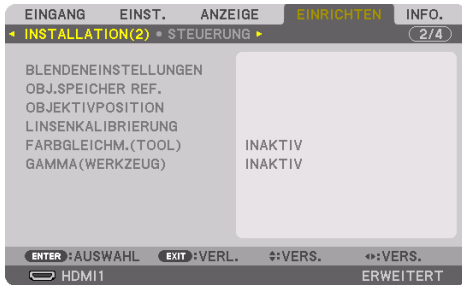 EINGANG EINST. ANZEIGE EINRICHTEN INFO.
INSTALLATION(2) • STEUERUNG 2/4
BLENDENEINSTELLUNGEN
OBJ.SPEICHER REF.
OBJEKTIVPOSITION
LINSENKALIBRIERUNG
FARBGLEICHM.(TOOL) INAKTIV
GAMMA(WERKZEUG) INAKTIV
ENTER :AUSWAHL EXIT :VERL. :VERS. :VERS.
HDMI1 ERWEITERT